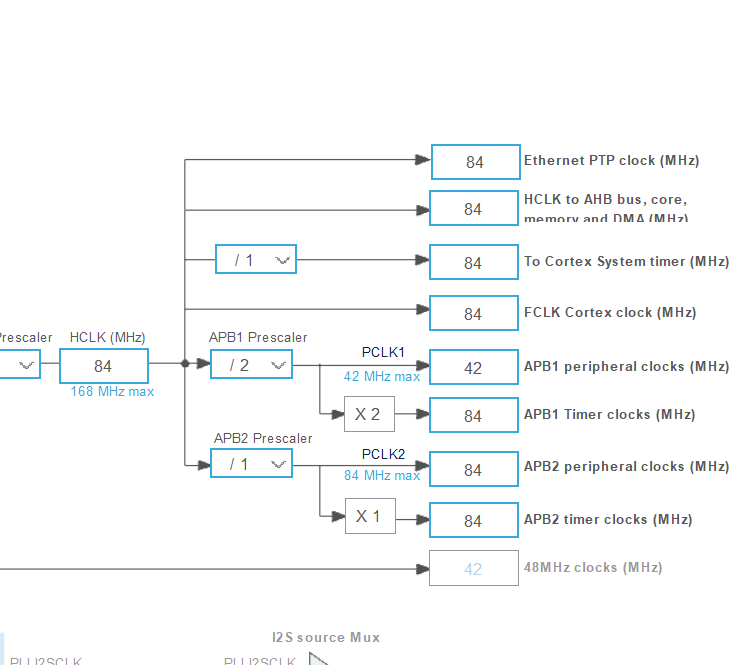 84
Ethernet PTP clock (MHz)
84
HCLK to AHB bus, core,
memory and DMA (MHz)
/ 1
84
To Cortex System timer (MHz)
84
FCLK Cortex clock (MHz)
Prescaler
HCLK (MHz)
84
168 MHz max
APB1 Prescaler
/ 2
PCLK1
42 MHz max
42
APB1 peripheral clocks (MHz)
X 2
84
APB1 Timer clocks (MHz)
APB2 Prescaler
/ 1
PCLK2
84 MHz max
84
APB2 peripheral clocks (MHz)
X 1
84
APB2 timer clocks (MHz)
42
48MHz clocks (MHz)
I2S source Mux
PLLI2SCLK
PLLI2SCLK